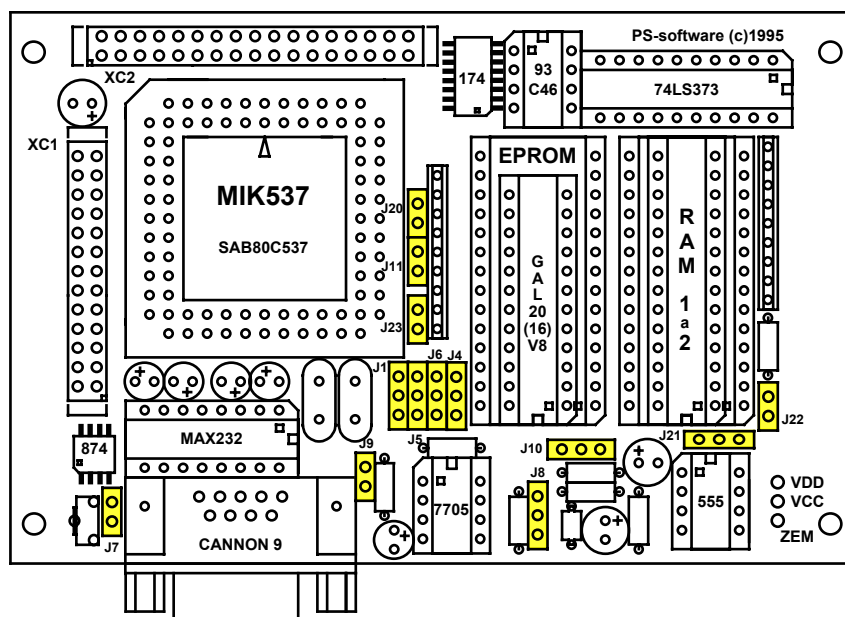 PS-software (c)1995
XC2
174
93
C46
74LS373
XC1
EPROM
MIK537
SAB80C537
J20
J11
J23
GAL
20
(16)
V8
RAM
1
a
2
J1
J6
J4
J22
MAX232
874
J9
J5
J10
J21
J8
7705
555
VDD
VCC
ZEM
J7
CANNON 9